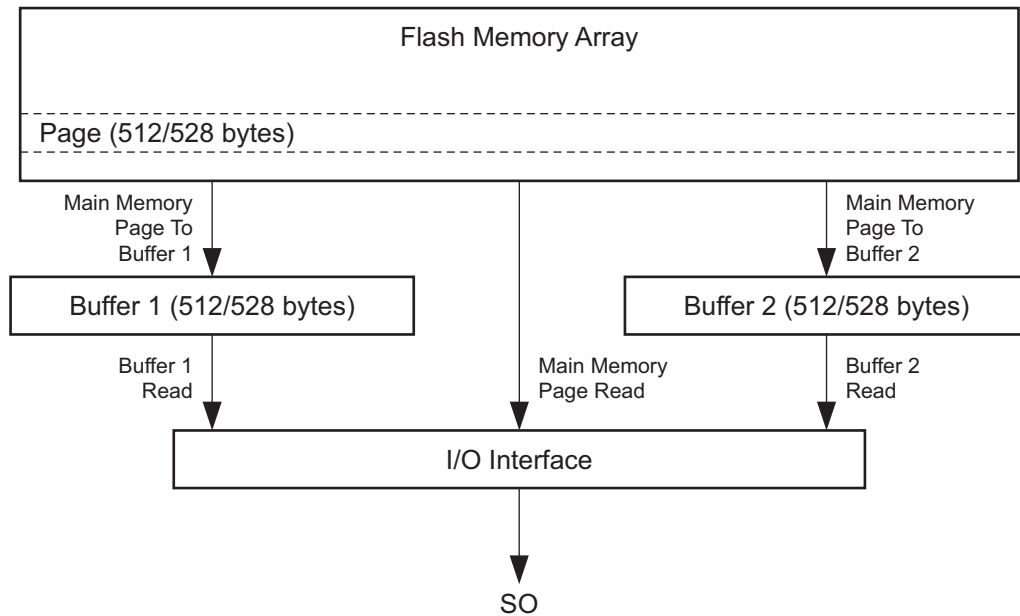 Flash Memory Array
Page (512/528 bytes)
Main Memory
Page To
Buffer 1
Main Memory
Page To
Buffer 2
Buffer 1 (512/528 bytes)
Buffer 2 (512/528 bytes)
Buffer 1
Read
Main Memory
Page Read
Buffer 2
Read
I/O Interface
SO